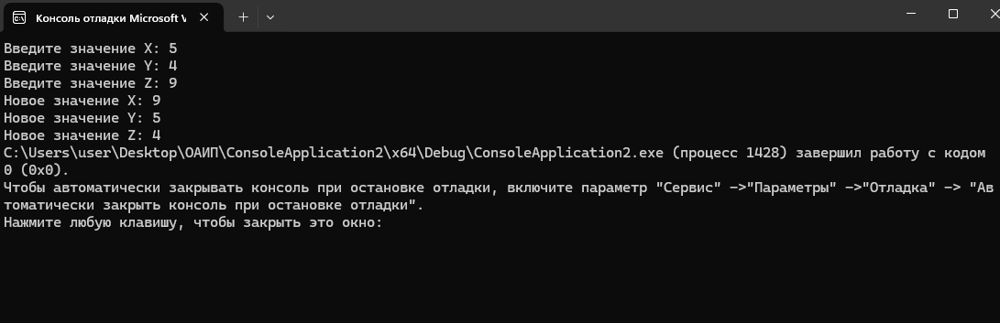 Консоль отладки Microsoft V
Введите значение X: 5
Введите значение Y: 4
Введите значение Z: 9
Новое значение X: 9
Новое значение Y: 5
Новое значение Z: 4
C:\Users\user\Desktop\ОАИП\ConsoleApplication2\x64\Debug\ConsoleApplication2.exe (процесс 1428) завершил работу с кодом
0 (0x0).
Чтобы автоматически закрывать консоль при остановке отладки, включите параметр "Сервис" ->"Параметры" ->"Отладка" -> "Ав
томатически закрыть консоль при остановке отладки".
Нажмите любую клавишу, чтобы закрыть это окно: